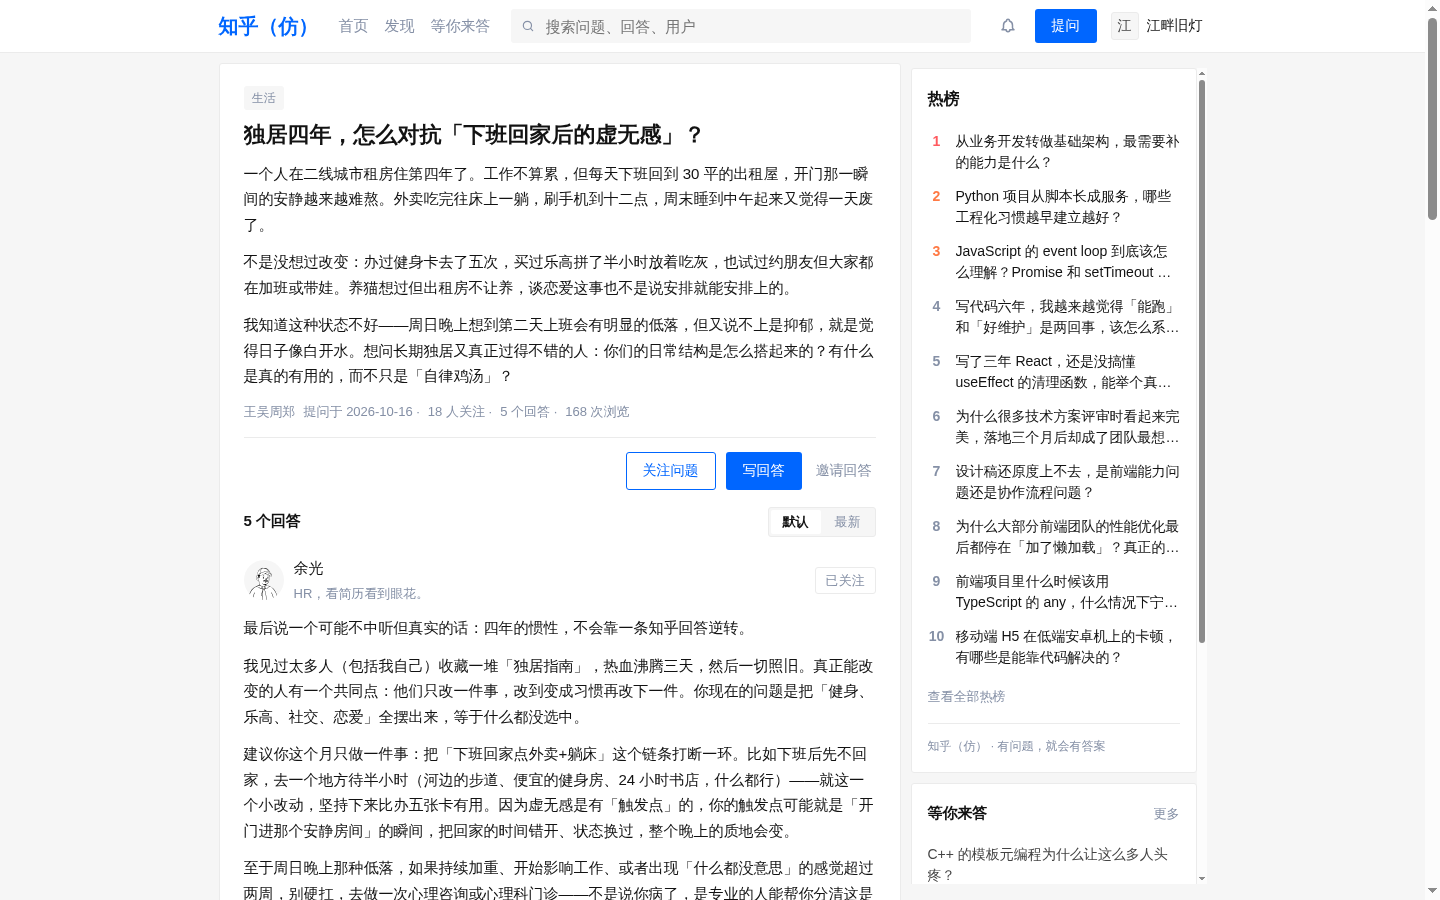 知乎（仿） 首页 发现 等你来答 搜索问题、回答、用户 提问 江 江畔旧灯
生活
独居四年，怎么对抗「下班回家后的虚无感」？
一个人在二线城市租房住第四年了。工作不算累，但每天下班回到 30 平的出租屋，开门那一瞬
间的安静越来越难熬。外卖吃完往床上一躺，刷手机到十二点，周末睡到中午起来又觉得一天废
了。
不是没想过改变：办过健身卡去了五次，买过乐高拼了半小时放着吃灰，也试过约朋友但大家都
在加班或带娃。养猫想过但出租房不让养，谈恋爱这事也不是说安排就能安排上的。
我知道这种状态不好——周日晚上想到第二天上班会有明显的低落，但又说不上是抑郁，就是觉
得日子像白开水。想问长期独居又真正过得不错的人：你们的日常结构是怎么搭起来的？有什么
是真的有用的，而不只是「自律鸡汤」？
王吴周郑 提问于 2026-10-16 · 18 人关注 · 5 个回答 · 168 次浏览
关注问题 写回答 邀请回答
5 个回答 默认 最新
余光
HR，看简历看到眼花。
已关注
最后说一个可能不中听但真实的话：四年的惯性，不会靠一条知乎回答逆转。
我见过太多人（包括我自己）收藏一堆「独居指南」，热血沸腾三天，然后一切照旧。真正能改
变的人有一个共同点：他们只改一件事，改到变成习惯再改下一件。你现在的问题是把「健身、
乐高、社交、恋爱」全摆出来，等于什么都没选中。
建议你这个月只做一件事：把「下班回家点外卖+躺床」这个链条打断一环。比如下班后先不回
家，去一个地方待半小时（河边的步道、便宜的健身房、24 小时书店，什么都行）——就这一
个小改动，坚持下来比办五张卡有用。因为虚无感是有「触发点」的，你的触发点可能就是「开
门进那个安静房间」的瞬间，把回家的时间错开、状态换过，整个晚上的质地会变。
至于周日晚上那种低落，如果持续加重、开始影响工作、或者出现「什么都没意思」的感觉超过
两周，别硬扛，去做一次心理咨询或心理科门诊——不是说你病了，是专业的人能帮你分清这是
热榜
1 从业务开发转做基础架构，最需要补
的能力是什么？
2 Python 项目从脚本长成服务，哪些
工程化习惯越早建立越好？
3 JavaScript 的 event loop 到底该怎
么理解？Promise 和 setTimeout …
4 写代码六年，我越来越觉得「能跑」
和「好维护」是两回事，该怎么系…
5 写了三年 React，还是没搞懂
useEffect 的清理函数，能举个真…
6 为什么很多技术方案评审时看起来完
美，落地三个月后却成了团队最想…
7 设计稿还原度上不去，是前端能力问
题还是协作流程问题？
8 为什么大部分前端团队的性能优化最
后都停在「加了懒加载」？真正的…
9 前端项目里什么时候该用
TypeScript 的 any，什么情况下宁…
10 移动端 H5 在低端安卓机上的卡顿，
有哪些是能靠代码解决的？
查看全部热榜
知乎（仿） · 有问题，就会有答案
等你来答 更多
C++ 的模板元编程为什么让这么多人头
疼？